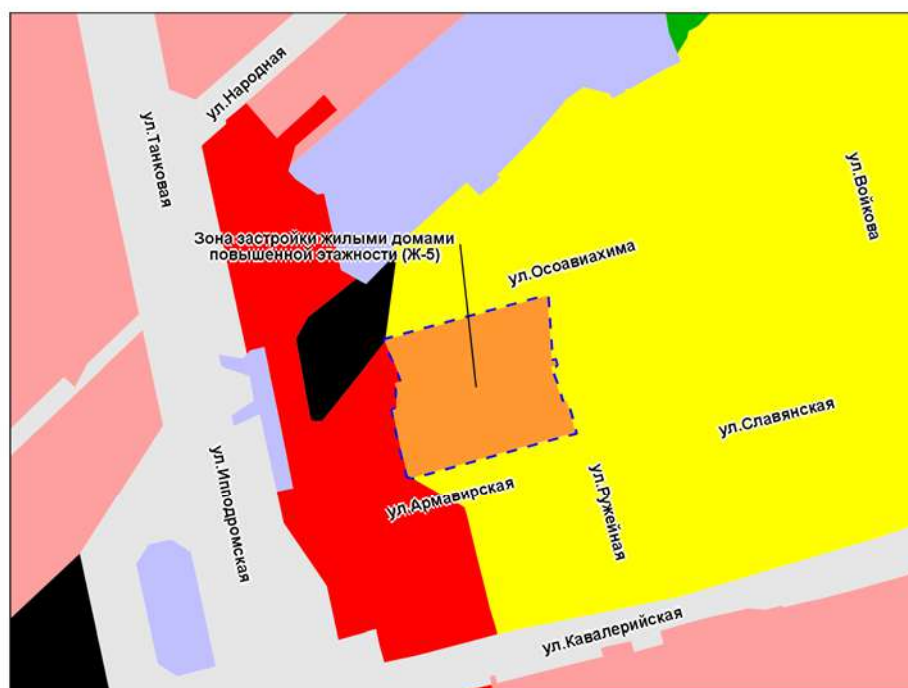 ул.Народная
ул.Танковая
ул.Войкова
Зона застройки жилыми домами
повышенной этажности (Ж-5)
ул.Осоавиахима
ул.Славянская
ул.Ипподромская
ул.Армавирская
ул.Ружейная
ул.Кавалерийская